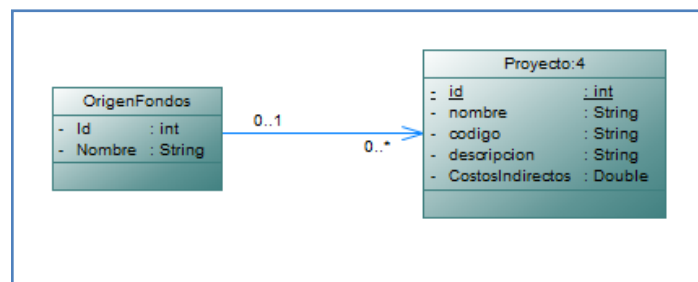 OrigenFondos
- Id : int
- Nombre : String
0..1
0..*
Proyecto:4
- id : int
- nombre : String
- codigo : String
- descripcion : String
- CostosIndirectos : Double